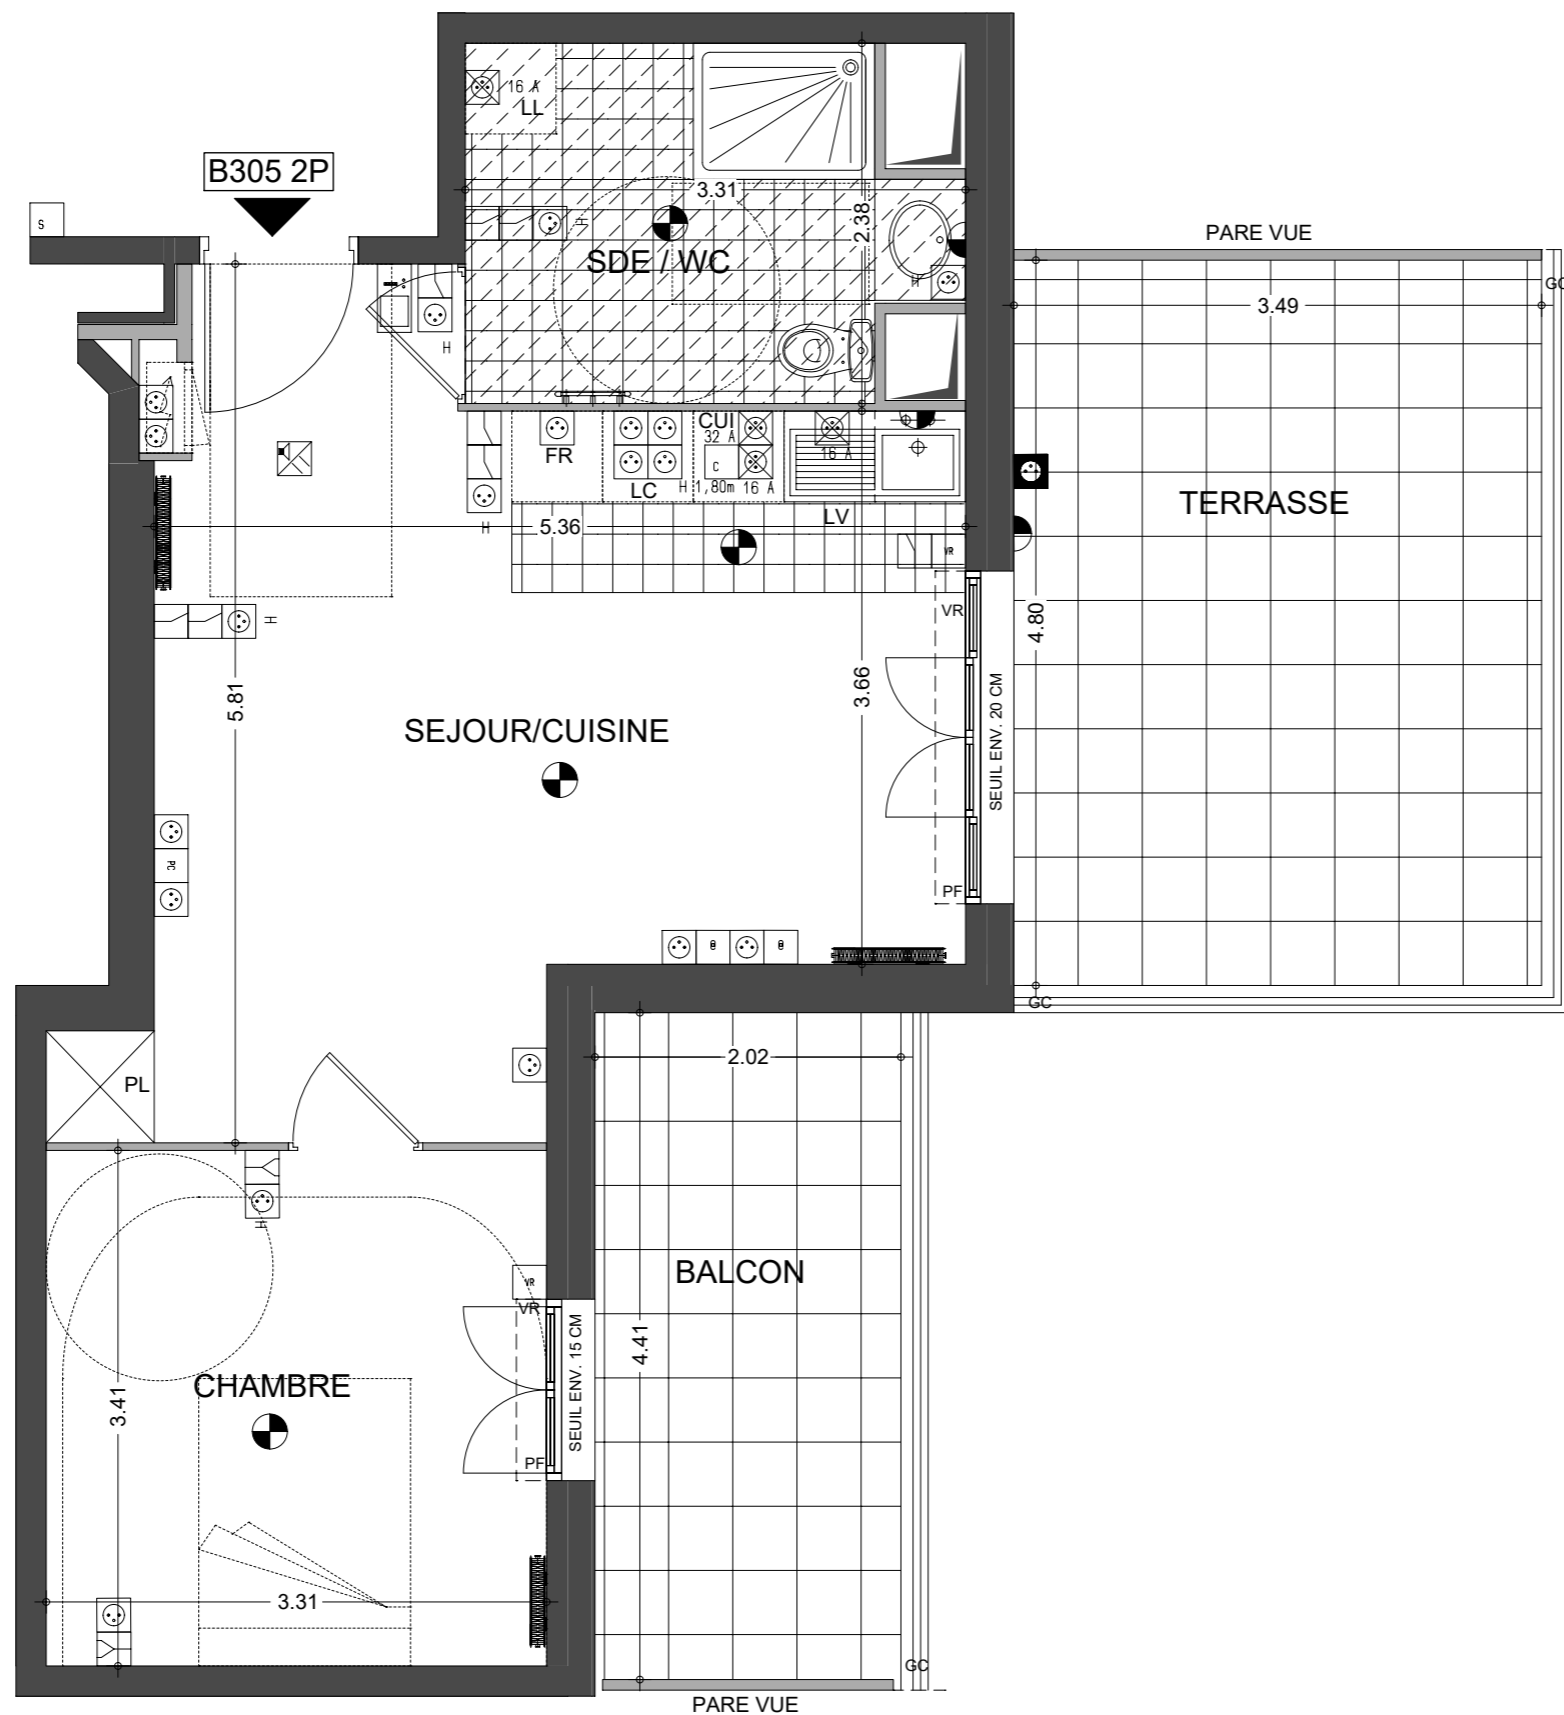 B305 2P
S
16 A
LL
3.31
2.38
SDE / WC
H
H
H
PARE VUE
GC
3.49
TERRASSE
4.80
GC
FR
LC
CUI
32 A
C
H 1,80m 16 A
16 A
LV
H
5.36
VR
VR
H
5.81
3.66
SEJOUR/CUISINE
SEUIL ENV. 20 CM
PC
PF
PL
2.02
BALCON
4.41
H
VR
VR
SEUIL ENV. 15 CM
PF
CHAMBRE
3.41
3.31
GC
PARE VUE